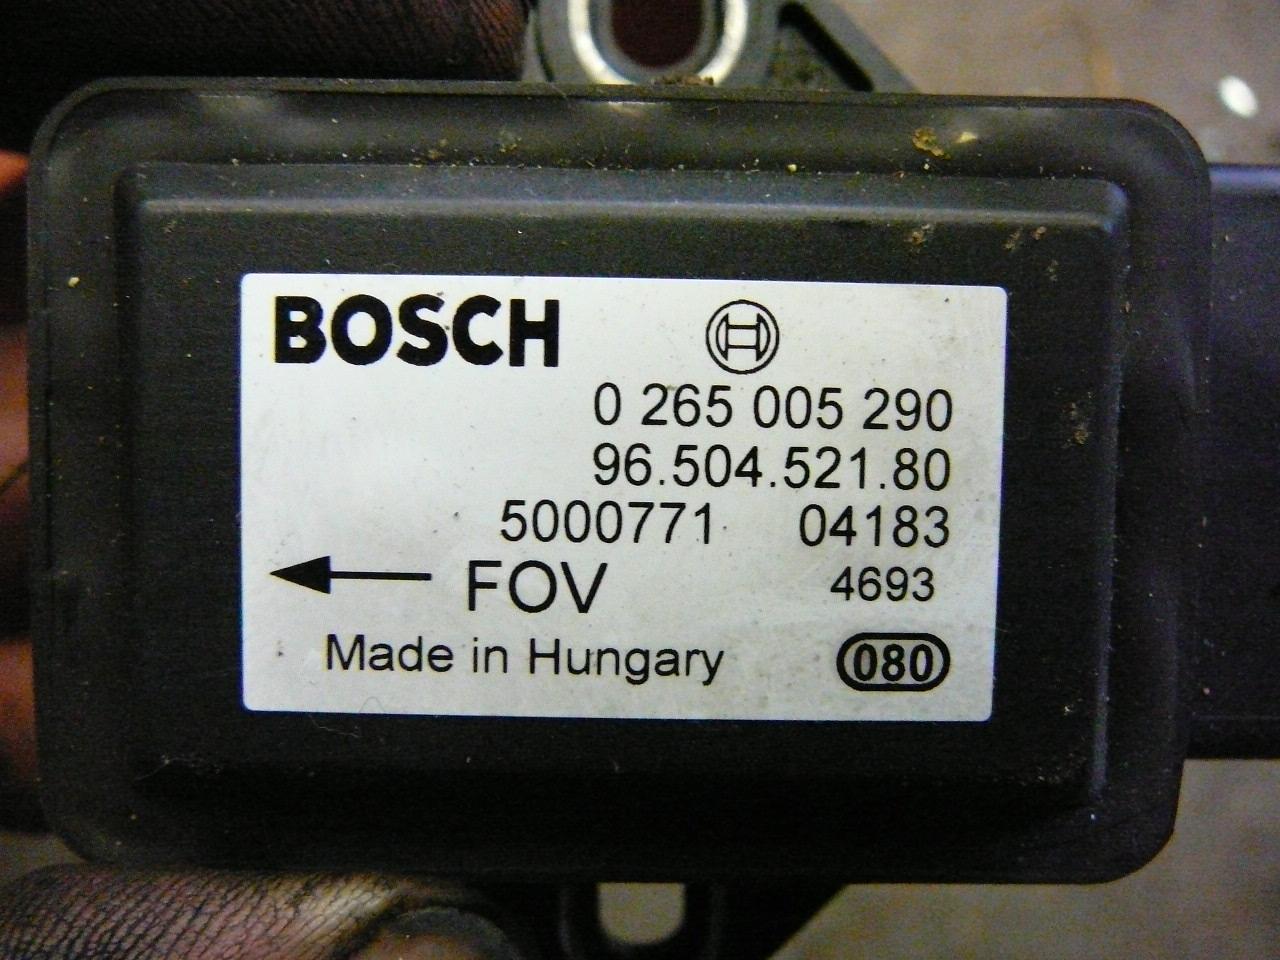 BOSCH
0 265 005 290
96.504.521.80
5000771 04183
FOV 4693
Made in Hungary 080